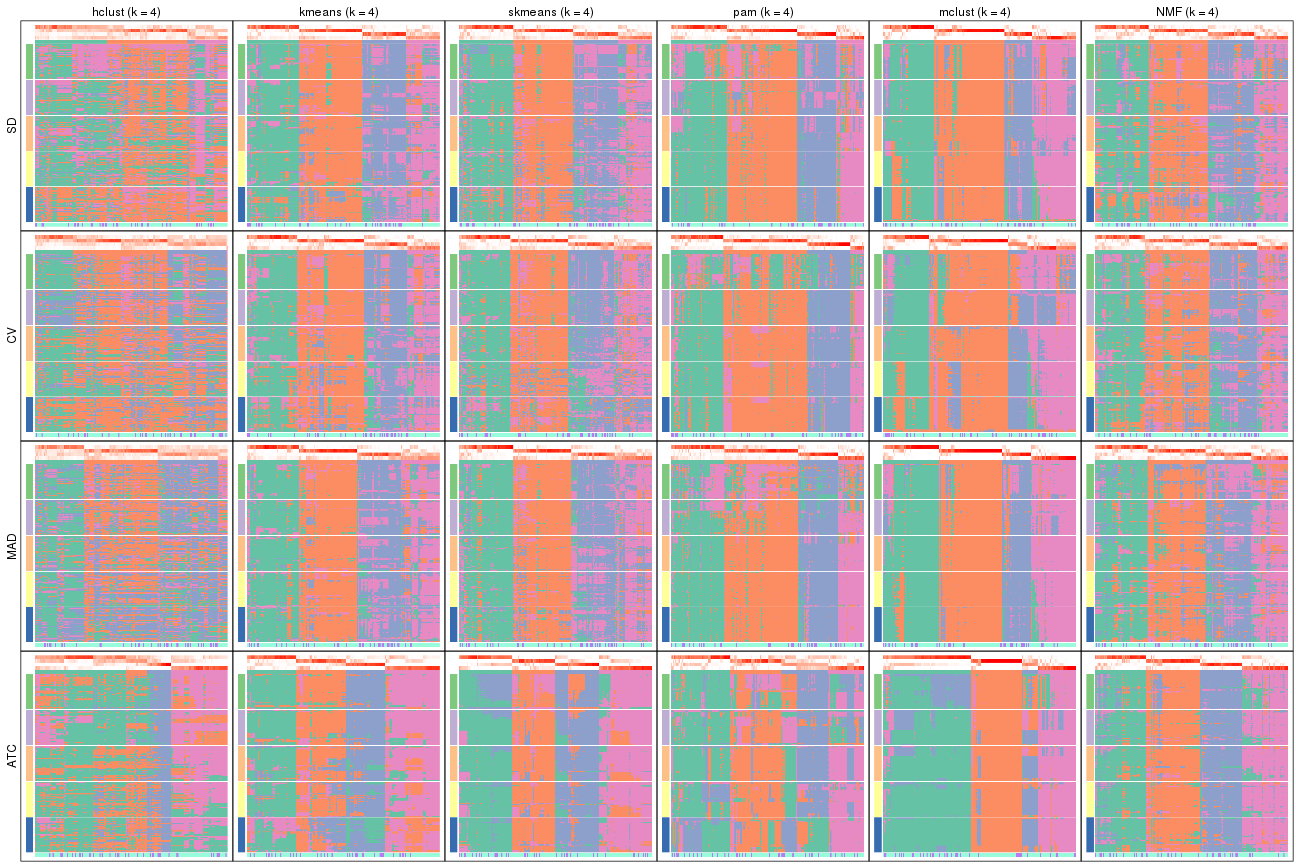 hclust (k = 4) kmeans (k = 4) skmeans (k = 4) pam (k = 4) mclust (k = 4) NMF (k = 4)
SD
CV
MAD
ATC